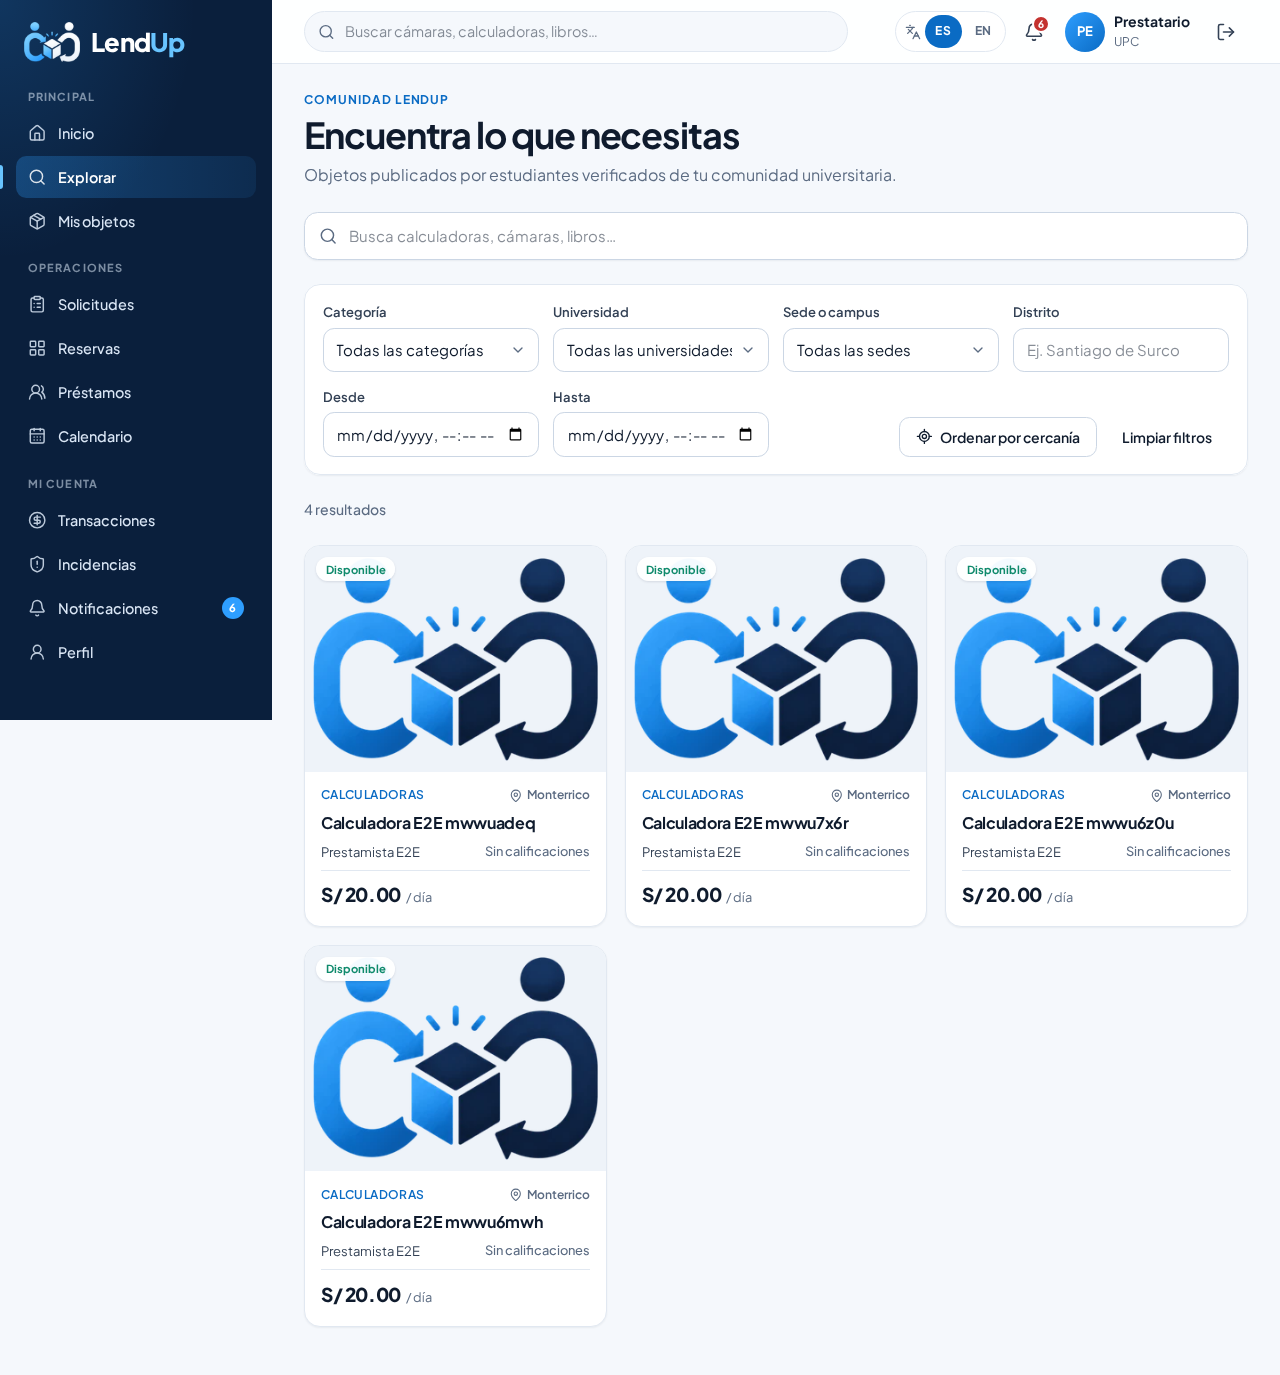 LendUp
Buscar cámaras, calculadoras, libros...
ES
EN
6
PE
Prestatario
UPC
PRINCIPAL
Inicio
Explorar
Mis objetos
OPERACIONES
Solicitudes
Reservas
Préstamos
Calendario
MI CUENTA
Transacciones
Incidencias
Notificaciones
6
Perfil
COMUNIDAD LENDUP
Encuentra lo que necesitas
Objetos publicados por estudiantes verificados de tu comunidad universitaria.
Busca calculadoras, cámaras, libros...
Categoría
Universidad
Sede o campus
Distrito
Todas las categorías
Todas las universidades
Todas las sedes
Ej. Santiago de Surco
Desde
Hasta
mm/dd/yyyy, --:-- --
mm/dd/yyyy, --:-- --
Ordenar por cercanía
Limpiar filtros
4 resultados
Disponible
CALCULADORAS
Monterrico
Calculadora E2E mwwuadeq
Prestamista E2E
Sin calificaciones
S/ 20.00 / día
Disponible
CALCULADORAS
Monterrico
Calculadora E2E mwwu7x6r
Prestamista E2E
Sin calificaciones
S/ 20.00 / día
Disponible
CALCULADORAS
Monterrico
Calculadora E2E mwwu6z0u
Prestamista E2E
Sin calificaciones
S/ 20.00 / día
Disponible
CALCULADORAS
Monterrico
Calculadora E2E mwwu6mwh
Prestamista E2E
Sin calificaciones
S/ 20.00 / día